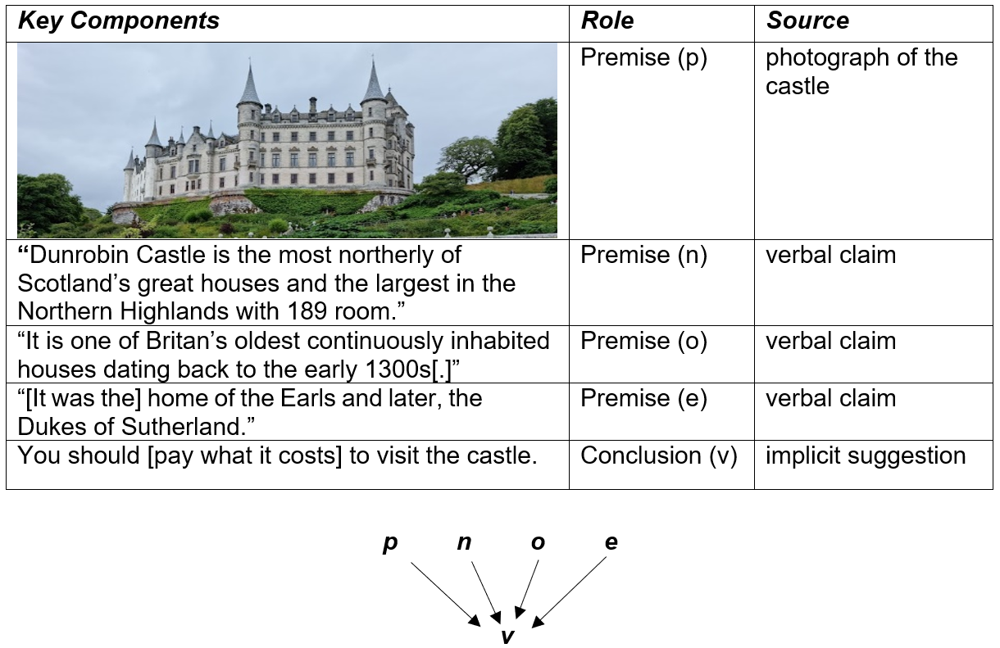 Key Components Role Source
Premise (p) photograph of the
castle
“Dunrobin Castle is the most northerly of Premise (n) verbal claim
Scotland’s great houses and the largest in the
Northern Highlands with 189 room.”
“It is one of Britan’s oldest continuously inhabited Premise (o) verbal claim
houses dating back to the early 1300s[.]”
“[It was the] home of the Earls and later, the Premise (e) verbal claim
Dukes of Sutherland.”
You should [pay what it costs] to visit the castle. Conclusion (v) implicit suggestion
p n o e
v